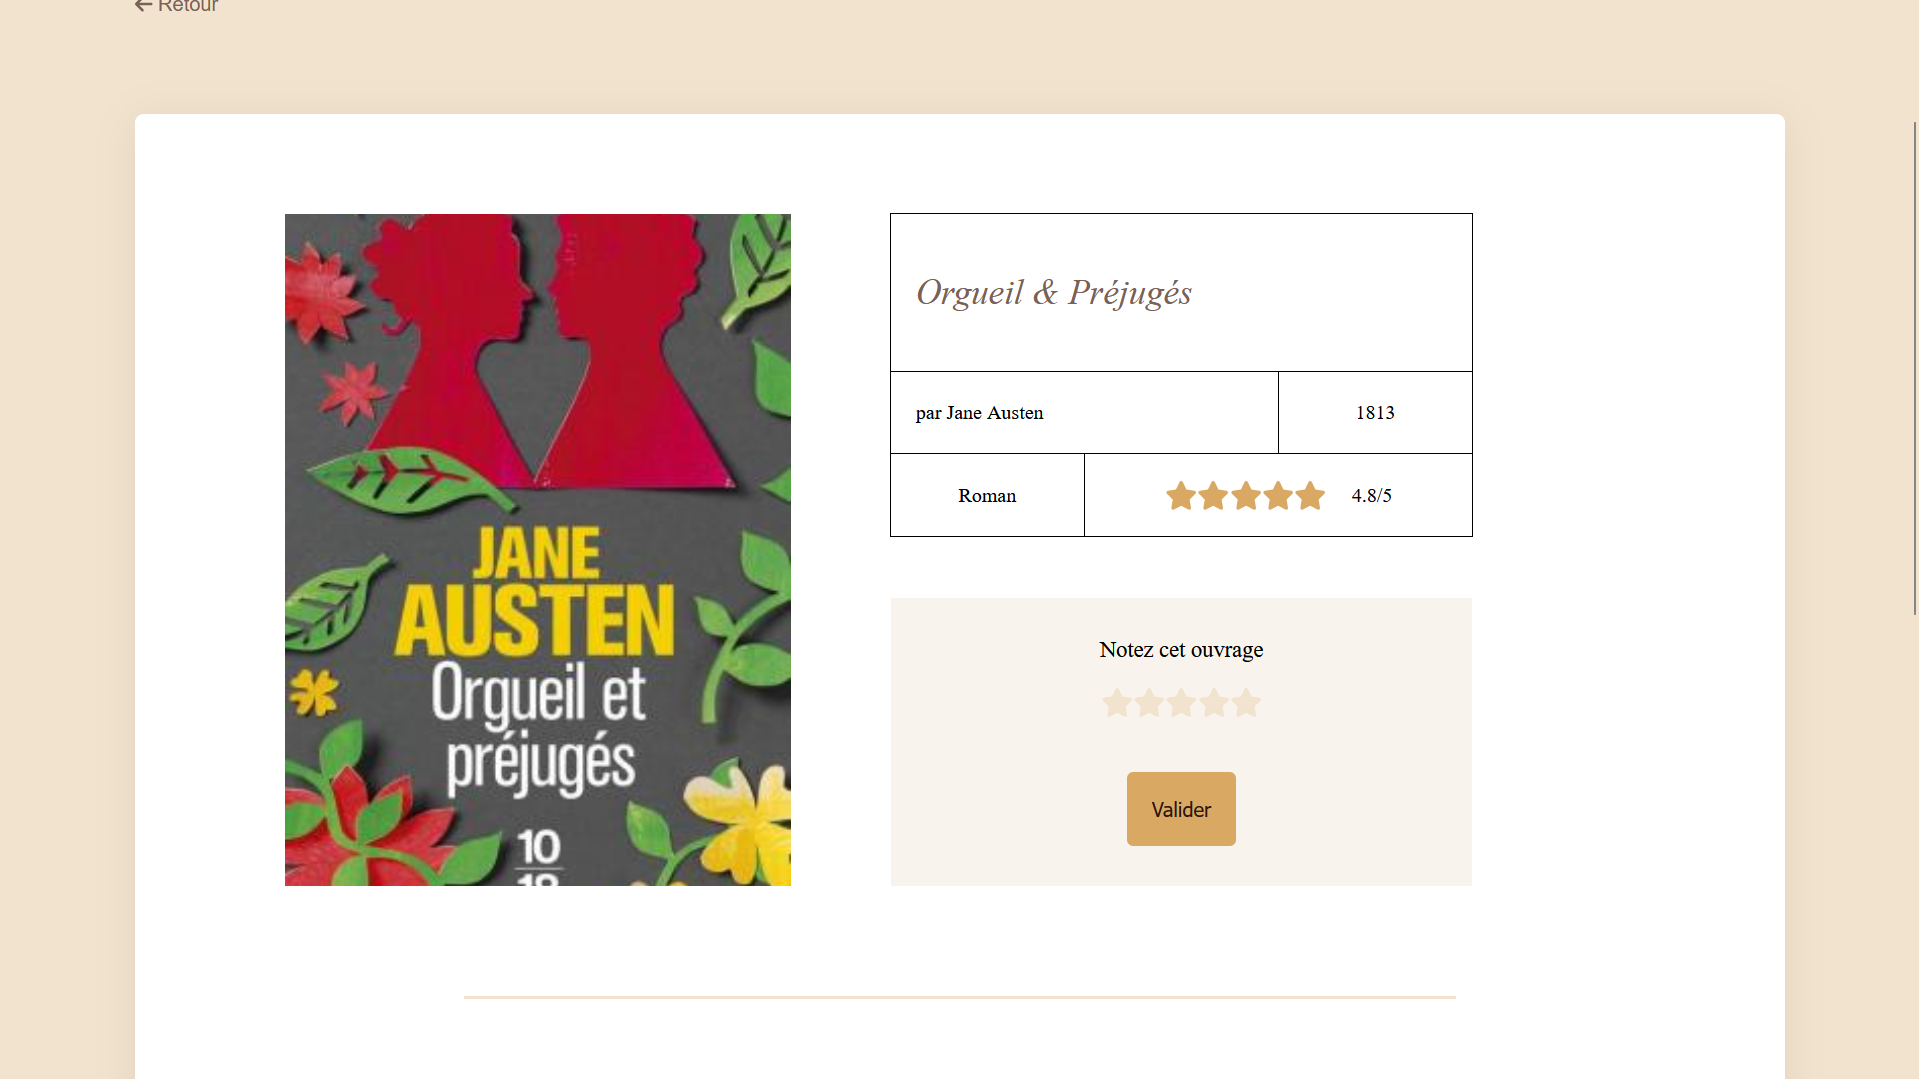 Retour
Orgueil & Préjugés
par Jane Austen
1813
Roman
4.8/5
JANE
AUSTEN
Orgueil et
préjugés
10
18
Notez cet ouvrage
Valider